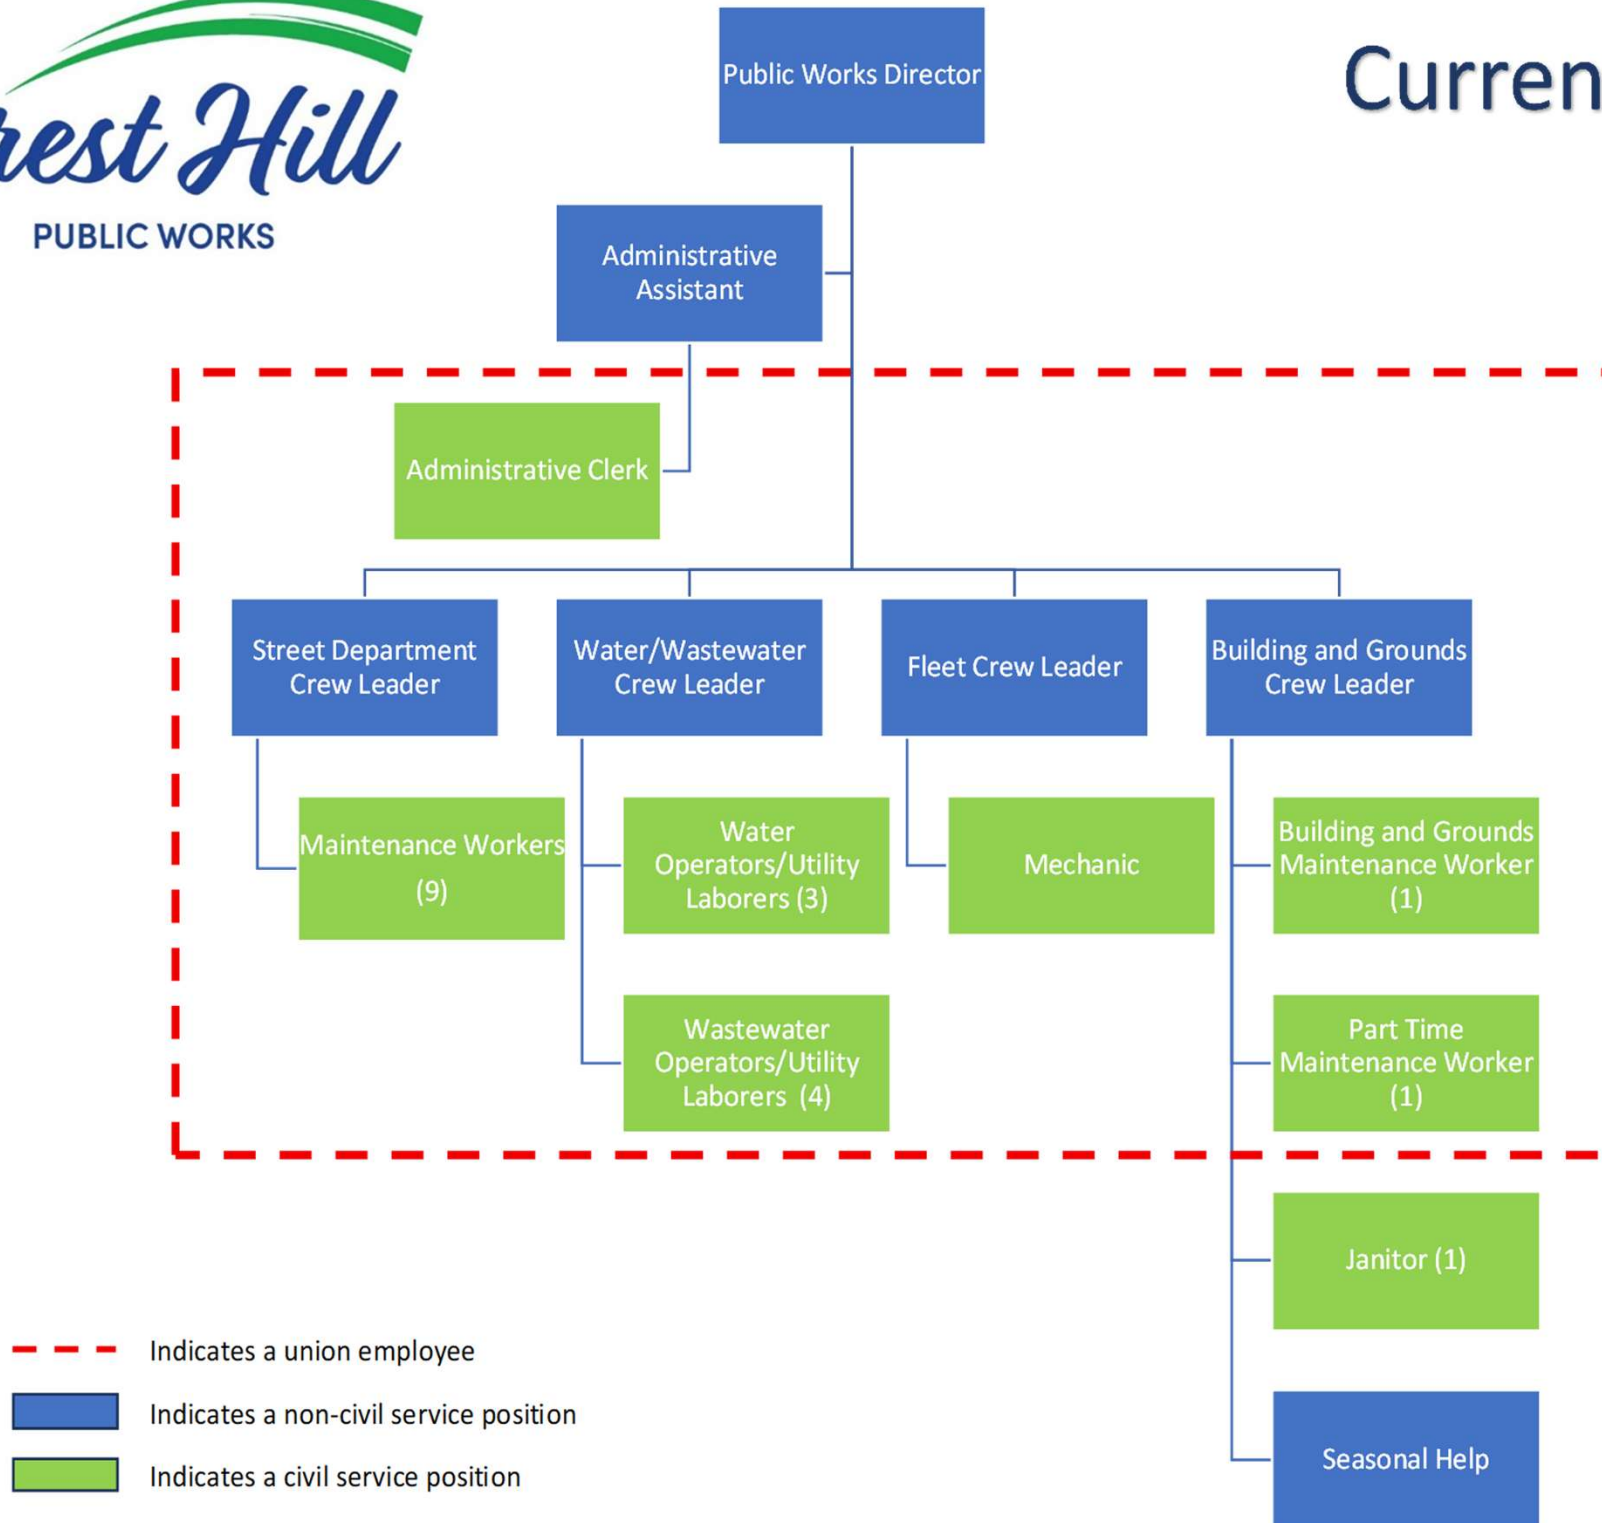 Public Works Director
Hill
PUBLIC WORKS
Administrative
Assistant
Administrative Clerk
Street Department
Crew Leader
Water/Wastewater
Crew Leader
Fleet Crew Leader
Building and Grounds
Crew Leader
Maintenance Workers
(9)
Water
Operators/Utility
Laborers (3)
Mechanic
Building and Grounds
Maintenance Worker
(1)
Wastewater
Operators/Utility
Laborers (4)
Part Time
Maintenance Worker
(1)
Janitor (1)
Seasonal Help
Indicates a union employee
Indicates a non-civil service position
Indicates a civil service position